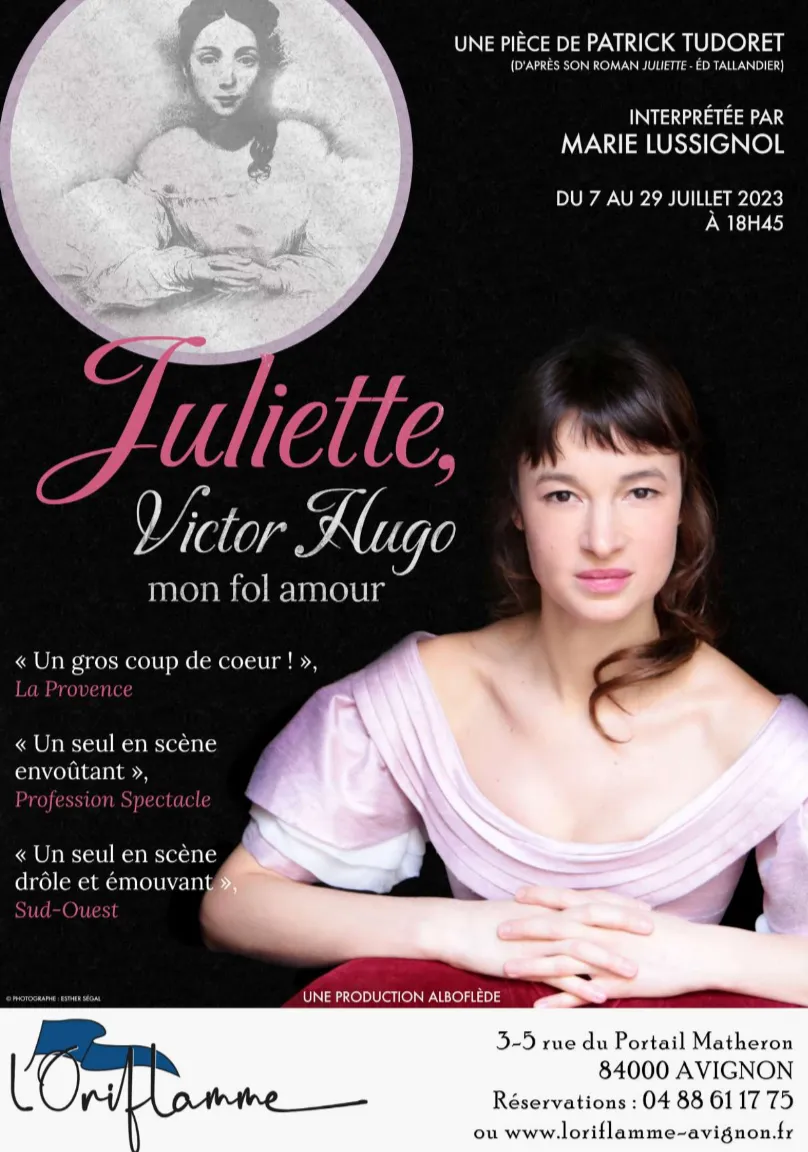 UNE PIÈCE DE PATRICK TUDORET
(D'APRÈS SON ROMAN JULIETTE - ÉD TALLANDIER)
INTERPRÉTÉE PAR
MARIE LUSSIGNOL
DU 7 AU 29 JUILLET 2023
À 18H45
Juliette,
Victor Hugo
mon fol amour
« Un gros coup de coeur ! »,
La Provence
« Un seul en scène
envoûtant »,
Profession Spectacle
« Un seul en scène
drôle et émouvant »,
Sud-Ouest
© PHOTOGRAPHE : ESTHER SÉGAL
UNE PRODUCTION ALBOFLÈDE
L'Oriflamme
3-5 rue du Portail Matheron
84000 AVIGNON
Réservations : 04 88 61 17 75
ou www.loriflamme-avignon.fr